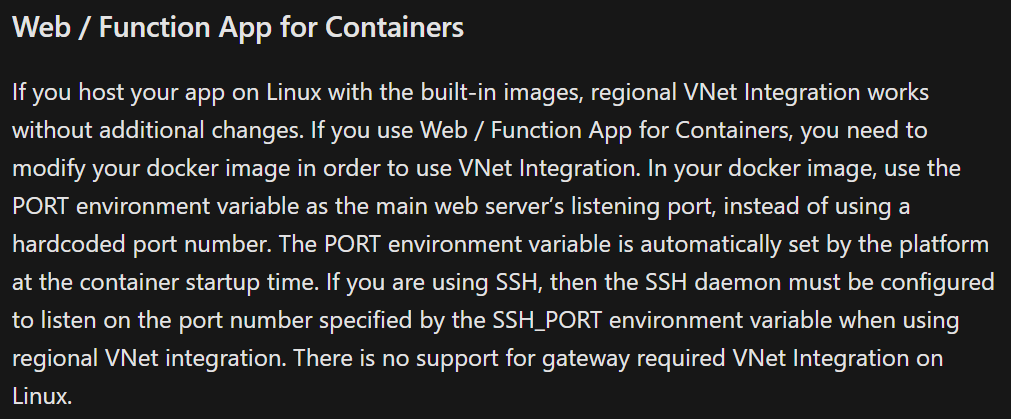 Web / Function App for Containers
If you host your app on Linux with the built-in images, regional VNet Integration works
without additional changes. If you use Web / Function App for Containers, you need to
modify your docker image in order to use VNet Integration. In your docker image, use the
PORT environment variable as the main web server’s listening port, instead of using a
hardcoded port number. The PORT environment variable is automatically set by the platform
at the container startup time. If you are using SSH, then the SSH daemon must be configured
to listen on the port number specified by the SSH_PORT environment variable when using
regional VNet integration. There is no support for gateway required VNet Integration on
Linux.